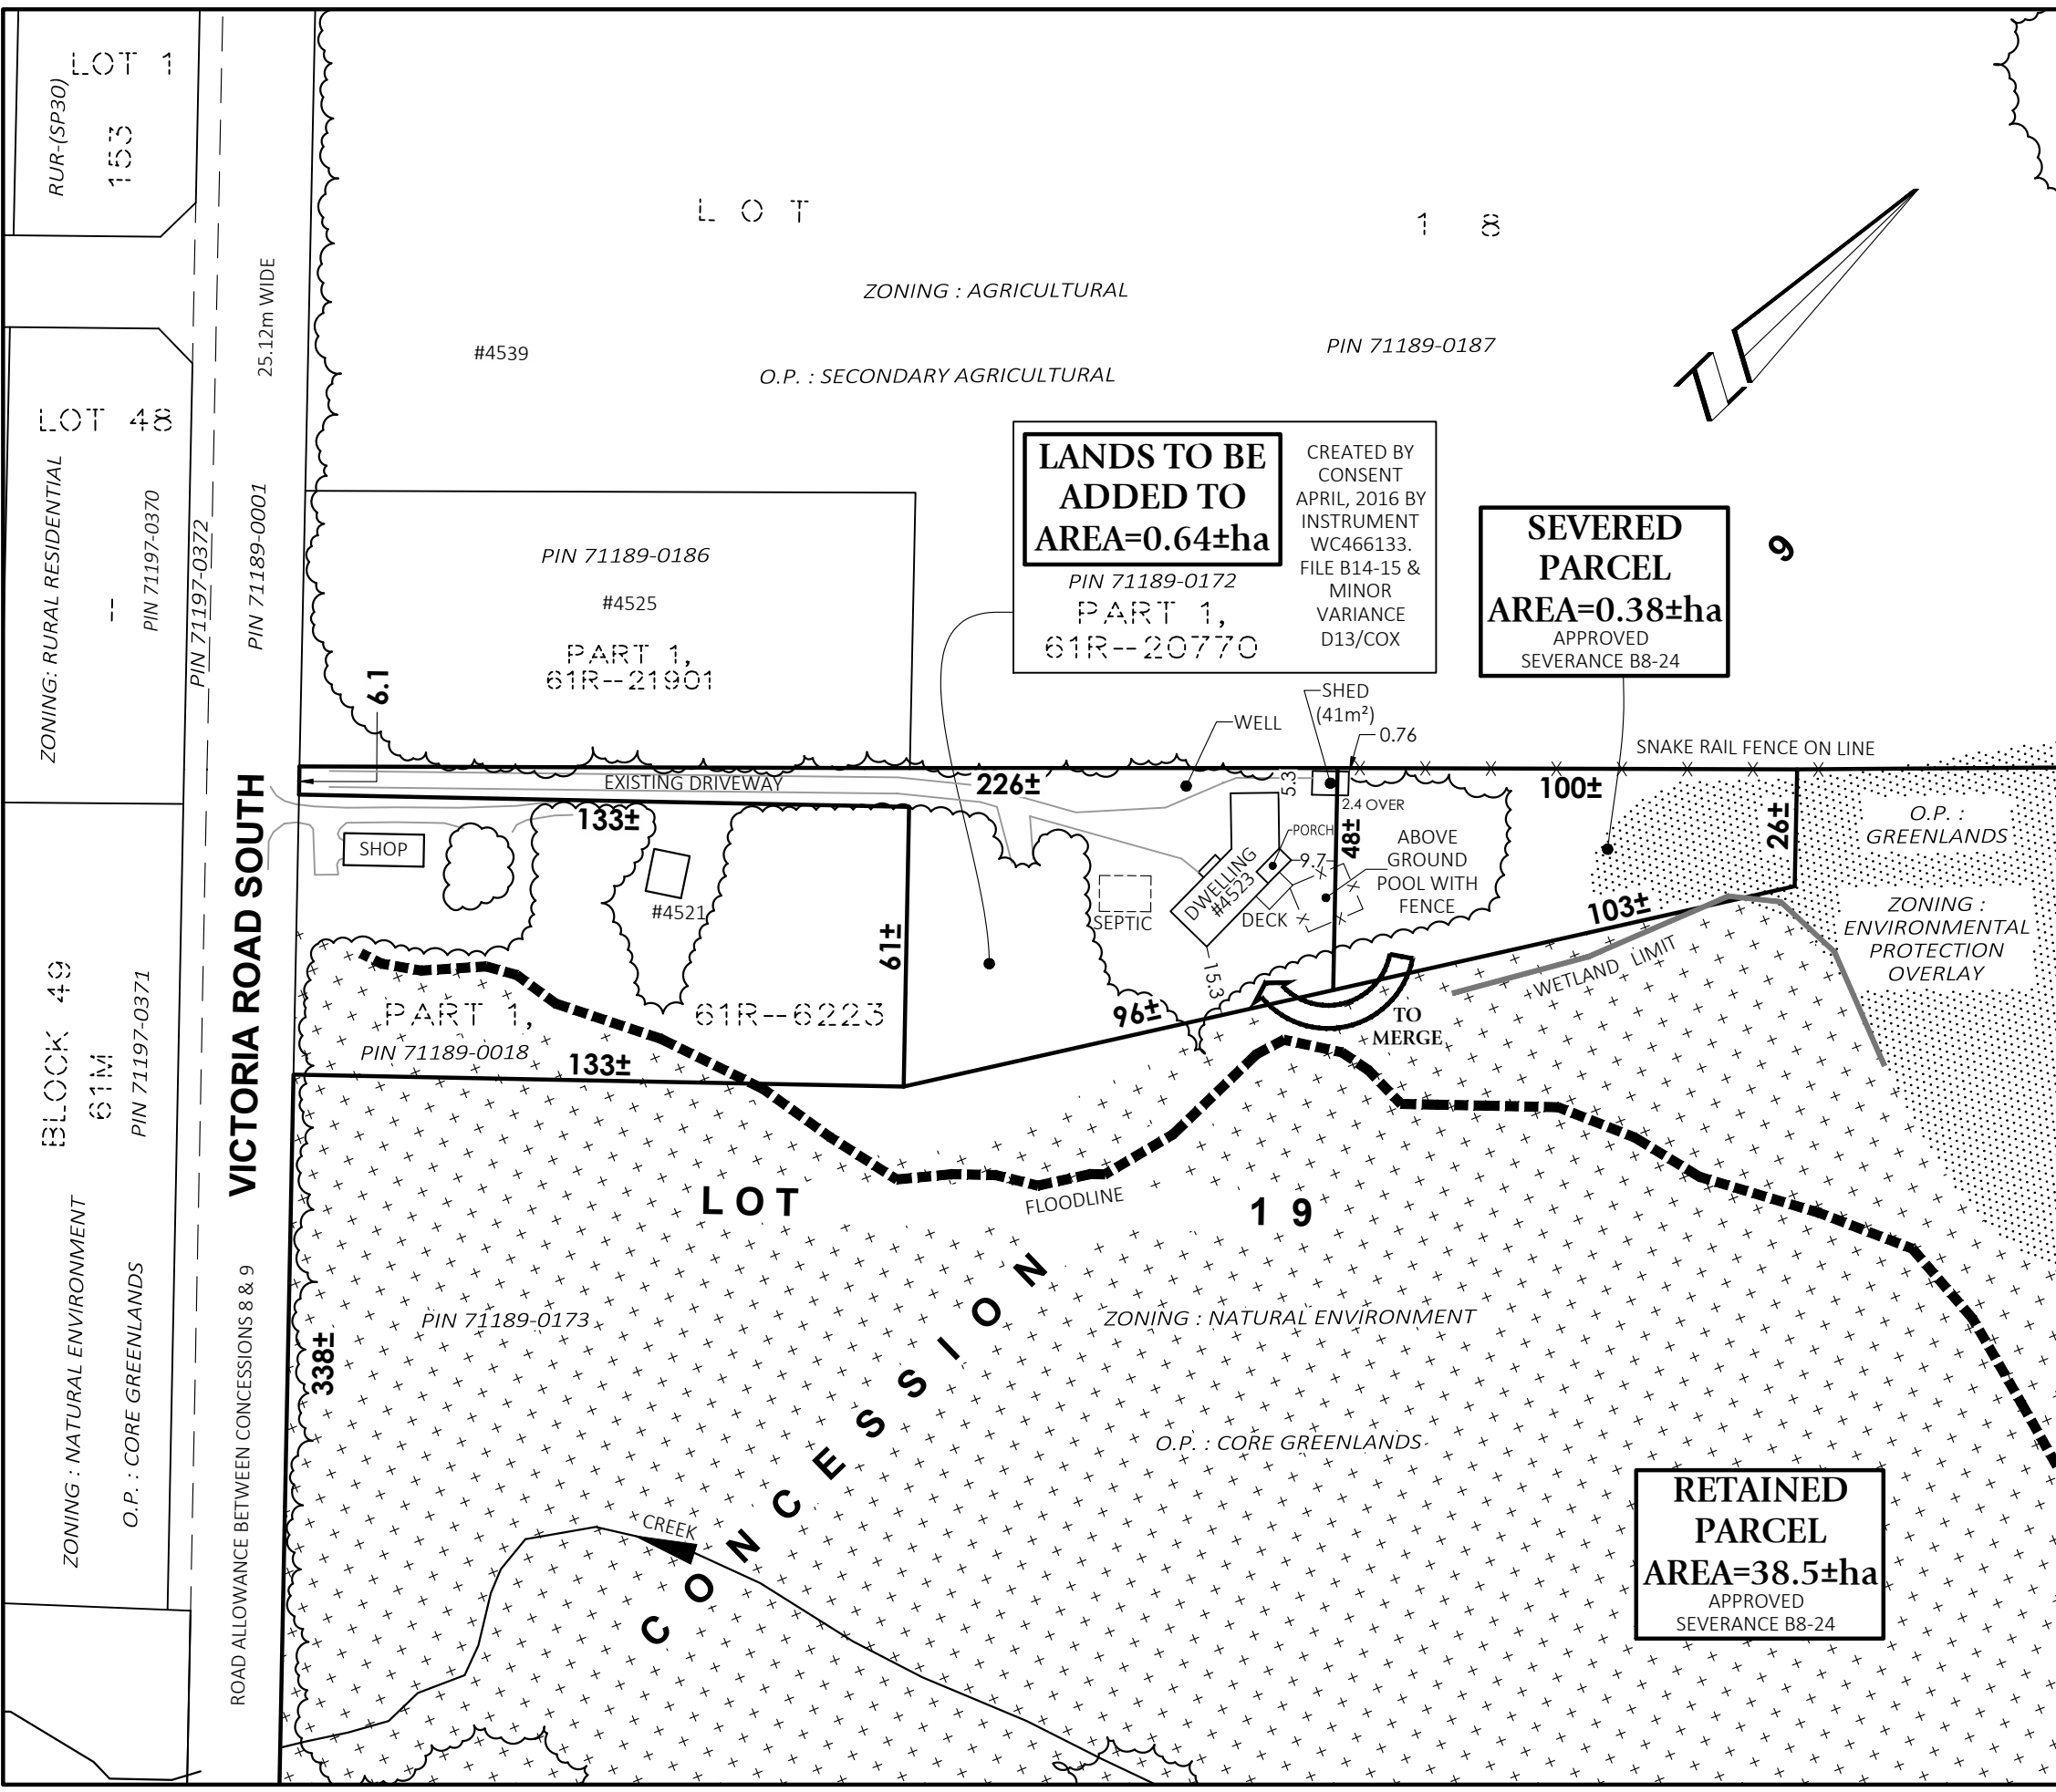 LOT 1
RUR-(SP30)
153
LOT 48
ZONING: RURAL RESIDENTIAL
--
PIN 71197-0370
PIN 71197-0372
BLOCK 49
61M
PIN 71197-0371
ZONING : NATURAL ENVIRONMENT
O.P. : CORE GREENLANDS
25.12m WIDE
PIN 71189-0001
VICTORIA ROAD SOUTH
ROAD ALLOWANCE BETWEEN CONCESSIONS 8 & 9
LOT 18
ZONING : AGRICULTURAL
#4539
PIN 71189-0187
O.P. : SECONDARY AGRICULTURAL
PIN 71189-0186
#4525
PART 1,
61R--21901
LANDS TO BE
ADDED TO
AREA=0.64±ha
PIN 71189-0172
PART 1,
61R--20770
CREATED BY
CONSENT
APRIL, 2016 BY
INSTRUMENT
WC466133.
FILE B14-15 &
MINOR
VARIANCE
D13/COX
SEVERED
PARCEL
AREA=0.38±ha
APPROVED
SEVERANCE B8-24
9
6.1
WELL
SHED
(41m²)
0.76
SNAKE RAIL FENCE ON LINE
EXISTING DRIVEWAY
226±
5.3
100±
133±
2.4 OVER
26±
O.P. :
GREENLANDS
SHOP
PORCH
48±
ABOVE
GROUND
POOL WITH
FENCE
9.7
DWELLING
#4523
DECK
SEPTIC
#4521
61±
103±
ZONING :
ENVIRONMENTAL
PROTECTION
OVERLAY
WETLAND LIMIT
15.3
96±
TO
MERGE
PART 1, 61R--6223
PIN 71189-0018
133±
LOT 19
FLOODLINE
CONCESSION
PIN 71189-0173
ZONING : NATURAL ENVIRONMENT
338±
O.P. : CORE GREENLANDS
CREEK
RETAINED
PARCEL
AREA=38.5±ha
APPROVED
SEVERANCE B8-24